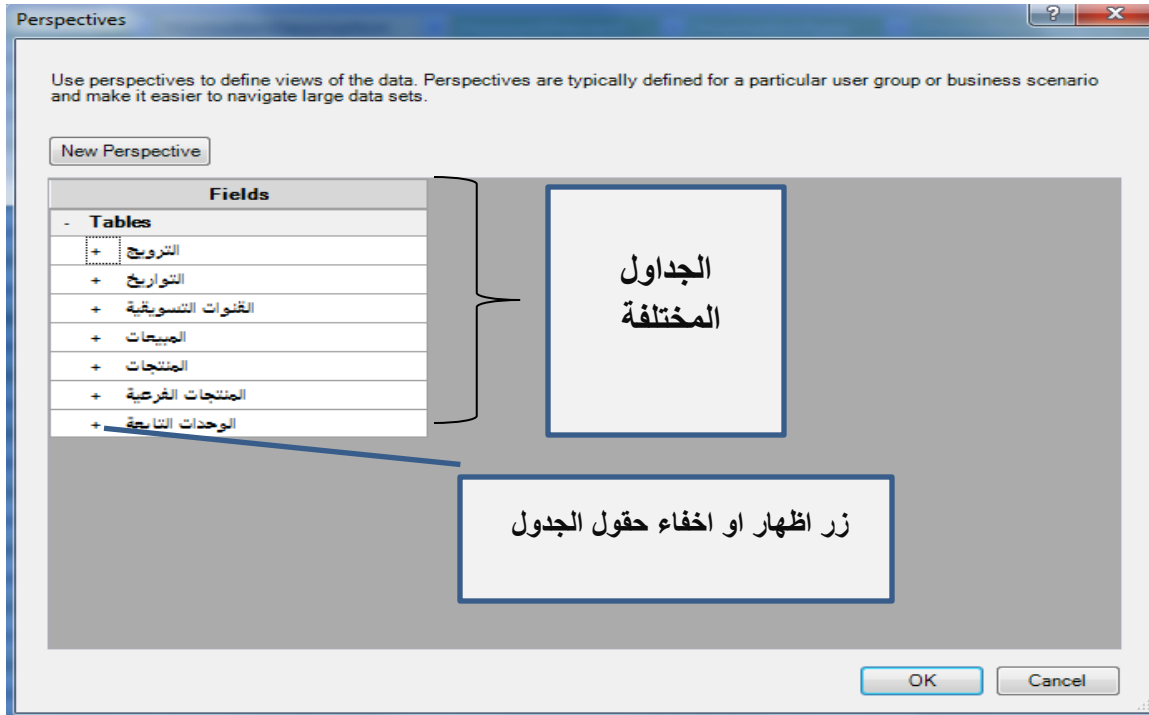 Perspectives
Use perspectives to define views of the data. Perspectives are typically defined for a particular user group or business scenario
and make it easier to navigate large data sets.
New Perspective
Fields
- Tables
+ الترويج
+ التواريخ
+ القنوات التسويقية
+ المبيعات
+ المنتجات
+ المنتجات الفرعية
+ الوحدات التابعة
الجداول
المختلفة
زر اظهار او اخفاء حقول الجدول
OK
Cancel